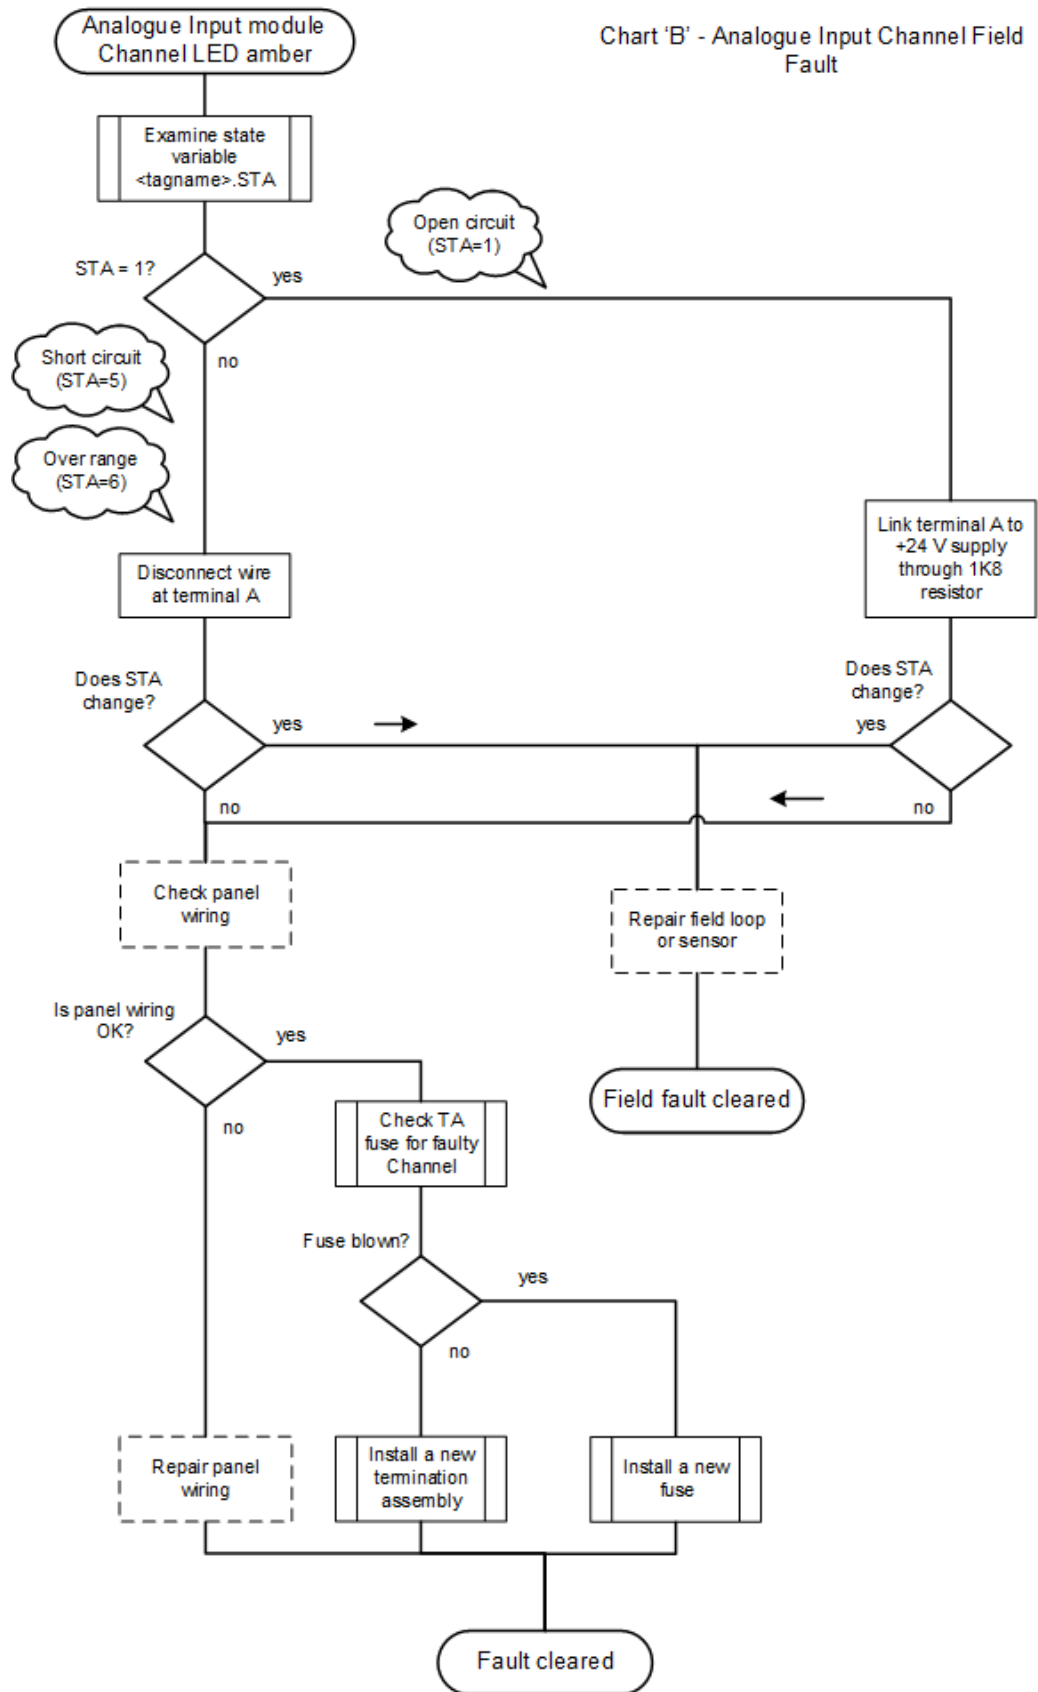 Analogue Input module
Channel LED amber
Chart ‘B’ - Analogue Input Channel Field
Fault
Examine state
variable
<tagname>.STA
Open circuit
(STA=1)
STA = 1?
yes
no
Short circuit
(STA=5)
Over range
(STA=6)
Link terminal A to
+24 V supply
through 1K8
resistor
Disconnect wire
at terminal A
Does STA
change?
yes
no
Does STA
change?
yes
no
Check panel
wiring
Repair field loop
or sensor
Is panel wiring
OK?
yes
no
Field fault cleared
Check TA
fuse for faulty
Channel
Fuse blown?
yes
no
Repair panel
wiring
Install a new
termination
assembly
Install a new
fuse
Fault cleared